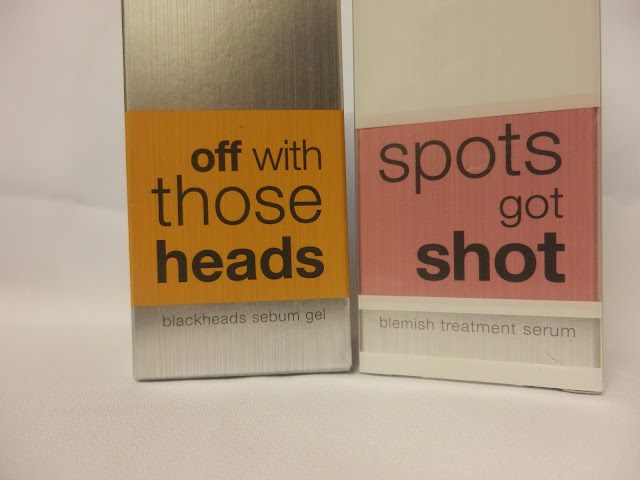 off with
those
heads
blackheads sebum gel
spots
got
shot
blemish treatment serum